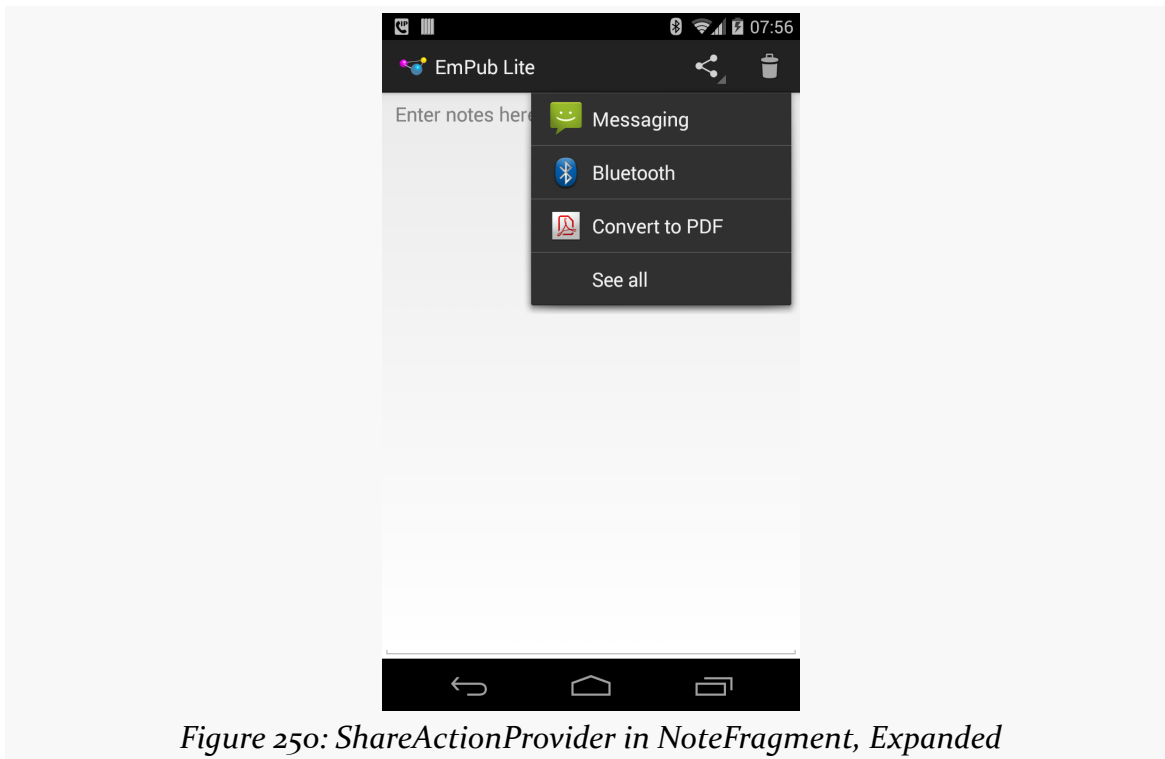 07:56
EmPub Lite
Enter notes here
Messaging
Bluetooth
Convert to PDF
See all
Figure 250: ShareActionProvider in NoteFragment, Expanded